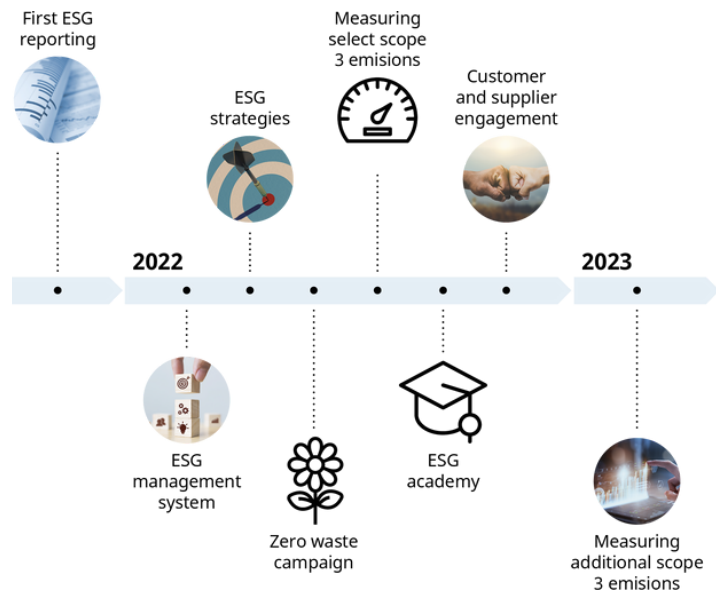 First ESG
reporting
2022
ESG
management
system
ESG
strategies
Zero waste
campaign
Measuring
select scope
3 emisions
ESG
academy
Customer
and supplier
engagement
2023
Measuring
additional scope
3 emisions